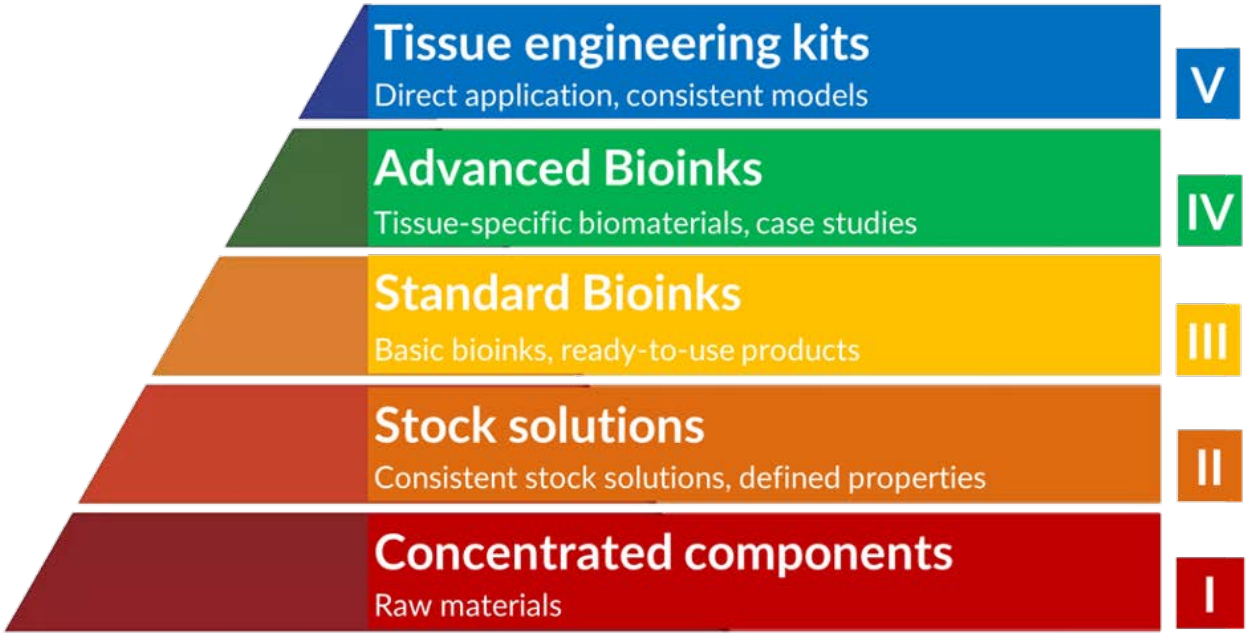 Tissue engineering kits
Direct application, consistent models
V
Advanced Bioinks
Tissue-specific biomaterials, case studies
IV
Standard Bioinks
Basic bioinks, ready-to-use products
III
Stock solutions
Consistent stock solutions, defined properties
II
Concentrated components
Raw materials
I